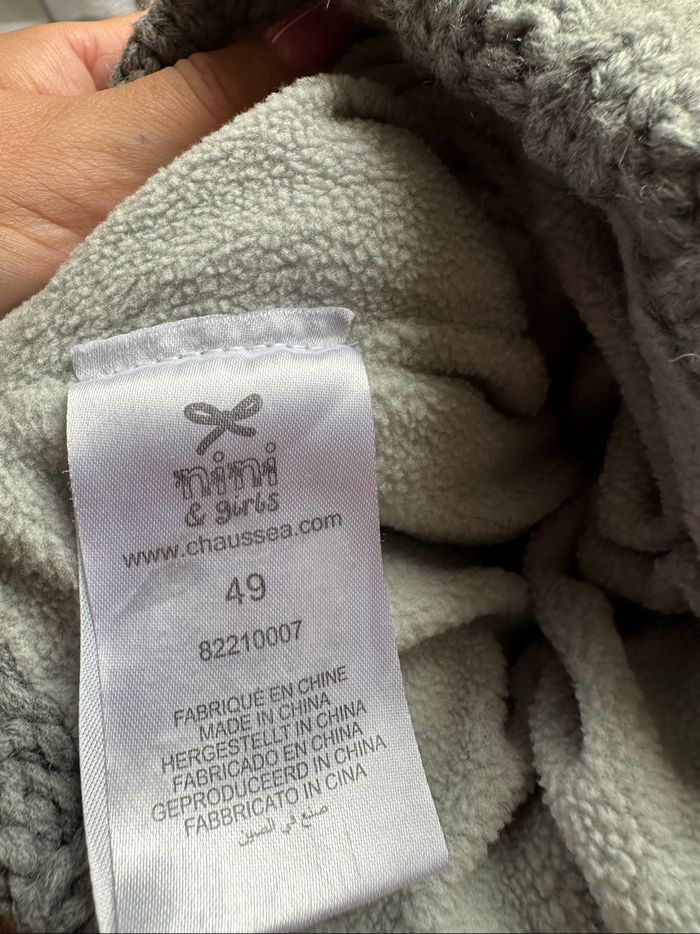 nini
& girls
www.chaussea.com
49
82210007
FABRIQUÉ EN CHINE
MADE IN CHINA
HERGESTELLT IN CHINA
FABRICADO EN CHINA
GEPRODUCEERD IN CHINA
FABBRICATO IN CINA
صنع في الصين